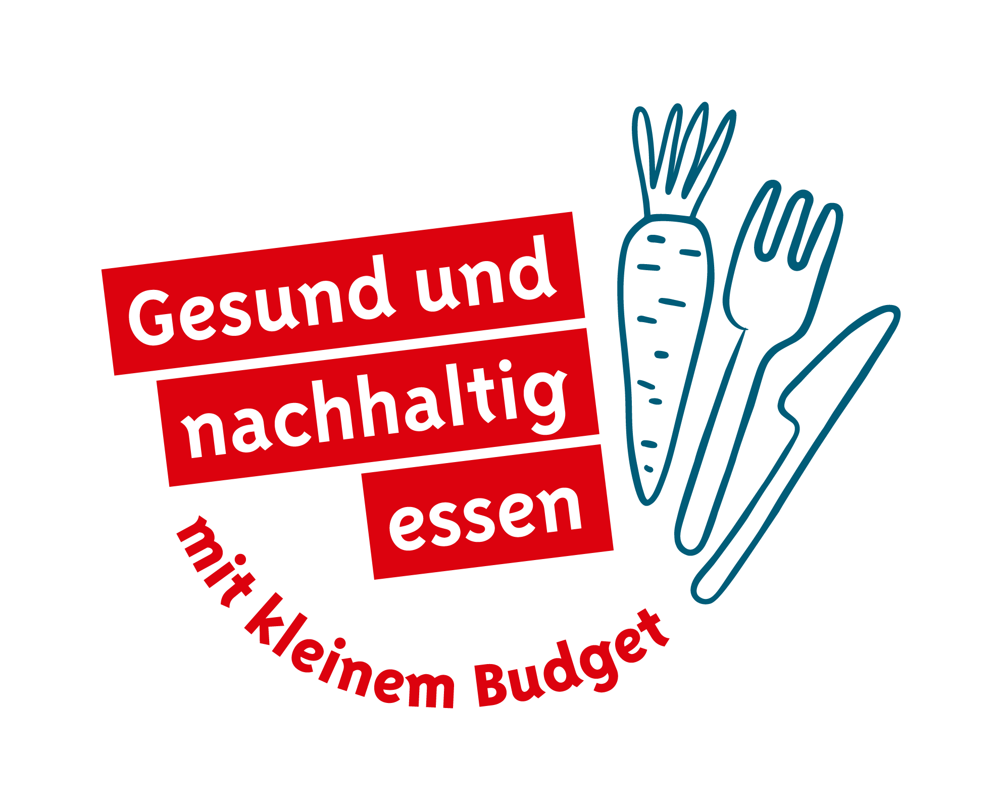 Gesund und
nachhaltig
essen
mit kleinem Budget